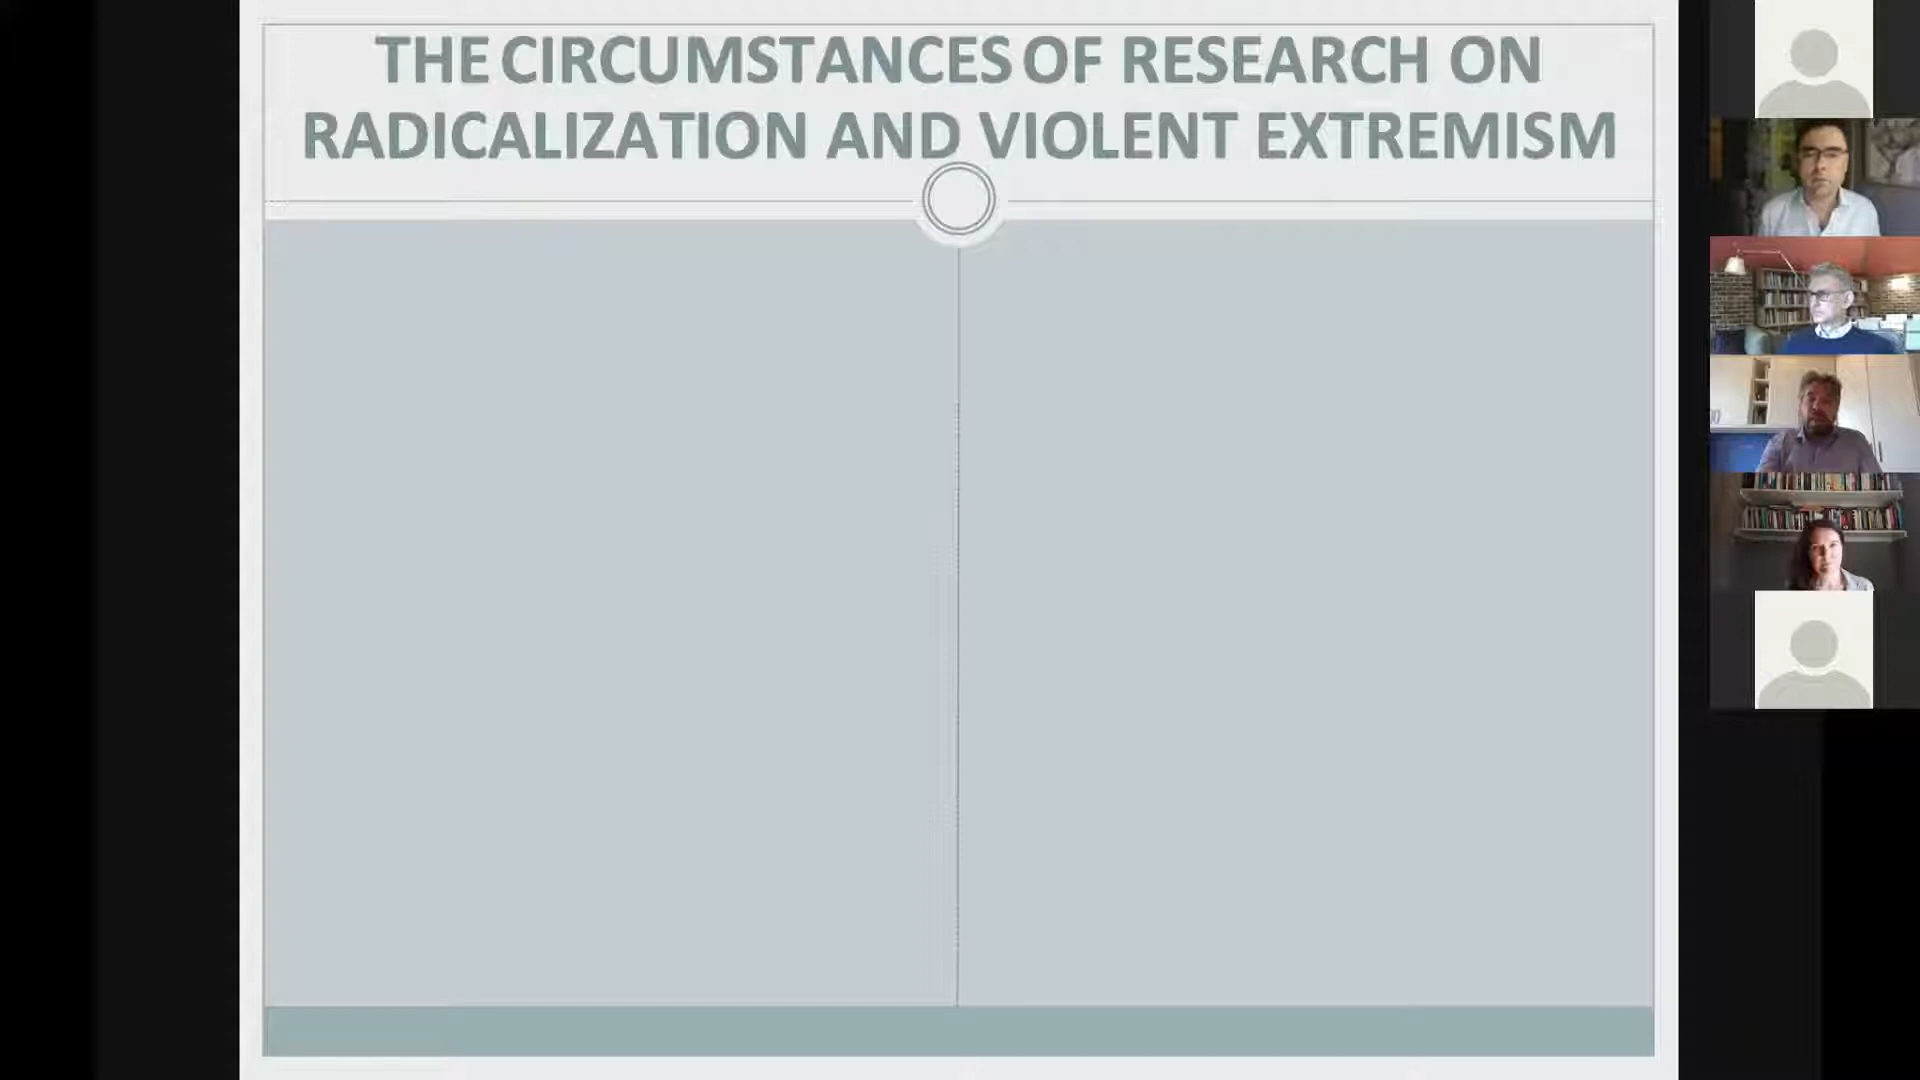 THE CIRCUMSTANCES OF RESEARCH ON
RADICALIZATION AND VIOLENT EXTREMISM